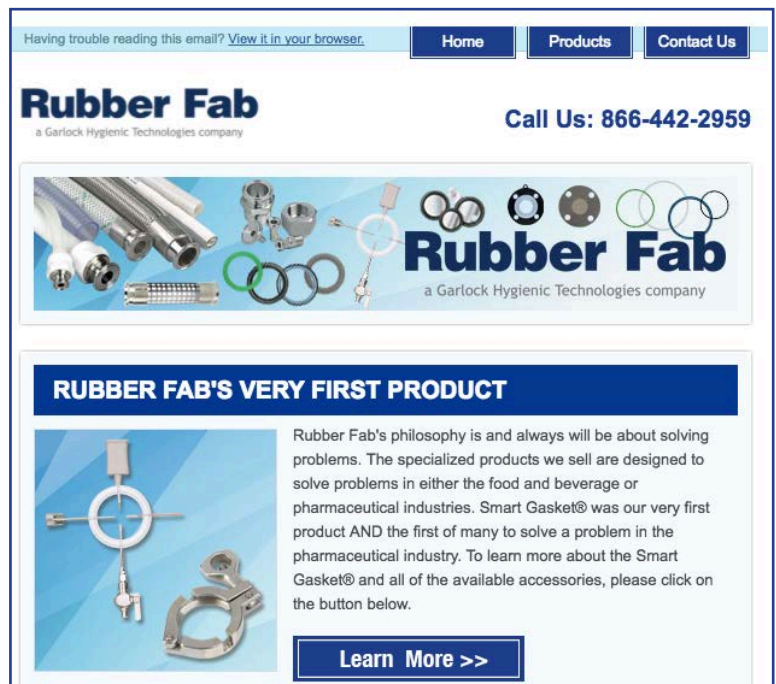 Having trouble reading this email? View it in your browser.
Home
Products
Contact Us
Rubber Fab
a Garlock Hygienic Technologies company
Call Us: 866-442-2959
Rubber Fab
a Garlock Hygienic Technologies company
RUBBER FAB'S VERY FIRST PRODUCT
Rubber Fab's philosophy is and always will be about solving
problems. The specialized products we sell are designed to
solve problems in either the food and beverage or
pharmaceutical industries. Smart Gasket® was our very first
product AND the first of many to solve a problem in the
pharmaceutical industry. To learn more about the Smart
Gasket® and all of the available accessories, please click on
the button below.
Learn More >>